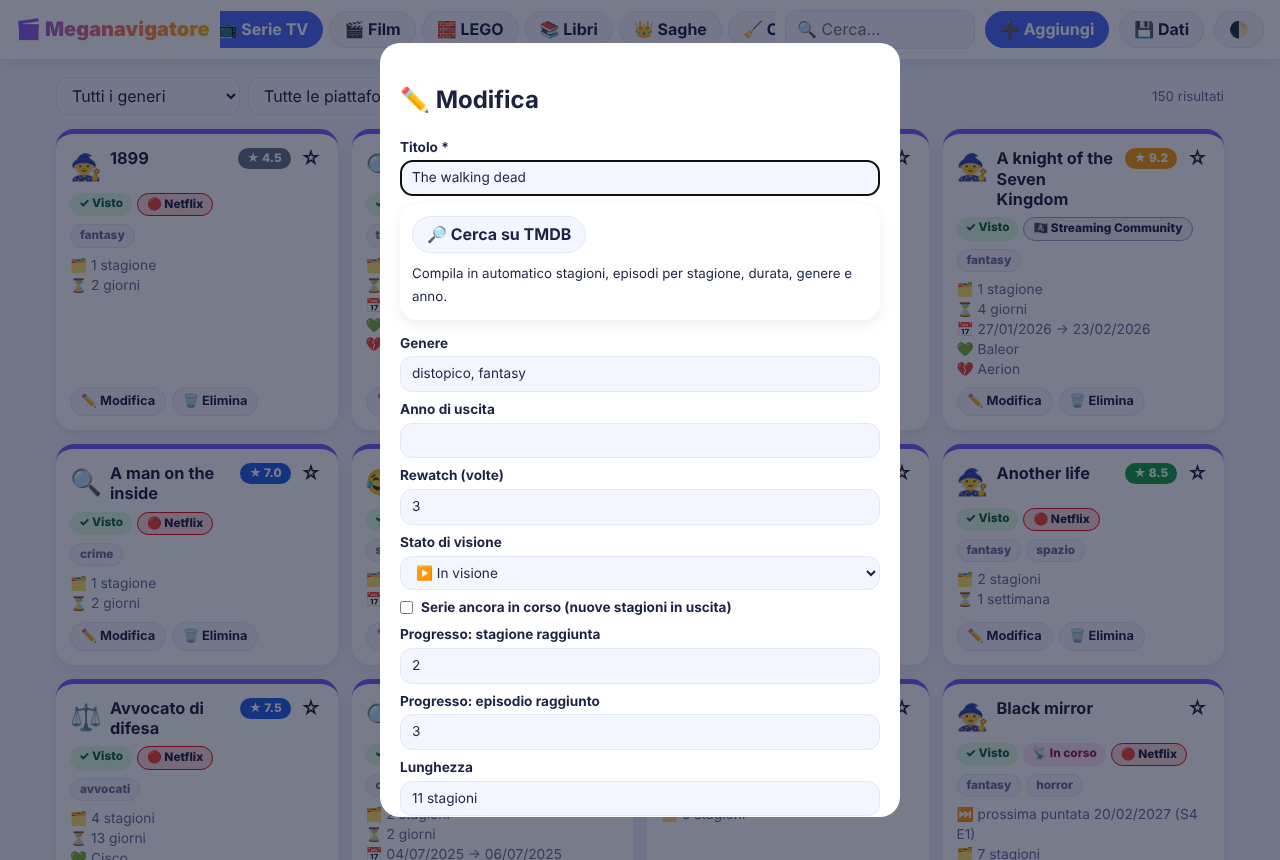 Meganavigatore
Serie TV
Film
LEGO
Libri
Saghe
Cerca...
Aggiungi
Dati
Tutti i generi
150 risultati
1899
★ 4.5
✓ Visto
Netflix
fantasy
1 stagione
2 giorni
Modifica
Elimina
A knight of the
Seven
Kingdom
★ 9.2
✓ Visto
Streaming Community
fantasy
1 stagione
4 giorni
27/01/2026 → 23/02/2026
Baleor
Aerion
Modifica
Elimina
A man on the
inside
★ 7.0
✓ Visto
Netflix
crime
1 stagione
2 giorni
Modifica
Elimina
Another life
★ 8.5
✓ Visto
Netflix
fantasy
spazio
2 stagioni
1 settimana
Modifica
Elimina
Avvocato di
difesa
★ 7.5
✓ Visto
Netflix
avvocati
4 stagioni
13 giorni
Cisco
2 giorni
04/07/2025 → 06/07/2025
Black mirror
✓ Visto
In corso
Netflix
fantasy
horror
prossima puntata 20/02/2027 (S4
E1)
7 stagioni
Modifica
Titolo *
The walking dead
Cerca su TMDB
Compila in automatico stagioni, episodi per stagione, durata, genere e
anno.
Genere
distopico, fantasy
Anno di uscita
Rewatch (volte)
3
Stato di visione
In visione
Serie ancora in corso (nuove stagioni in uscita)
Progresso: stagione raggiunta
2
Progresso: episodio raggiunto
3
Lunghezza
11 stagioni